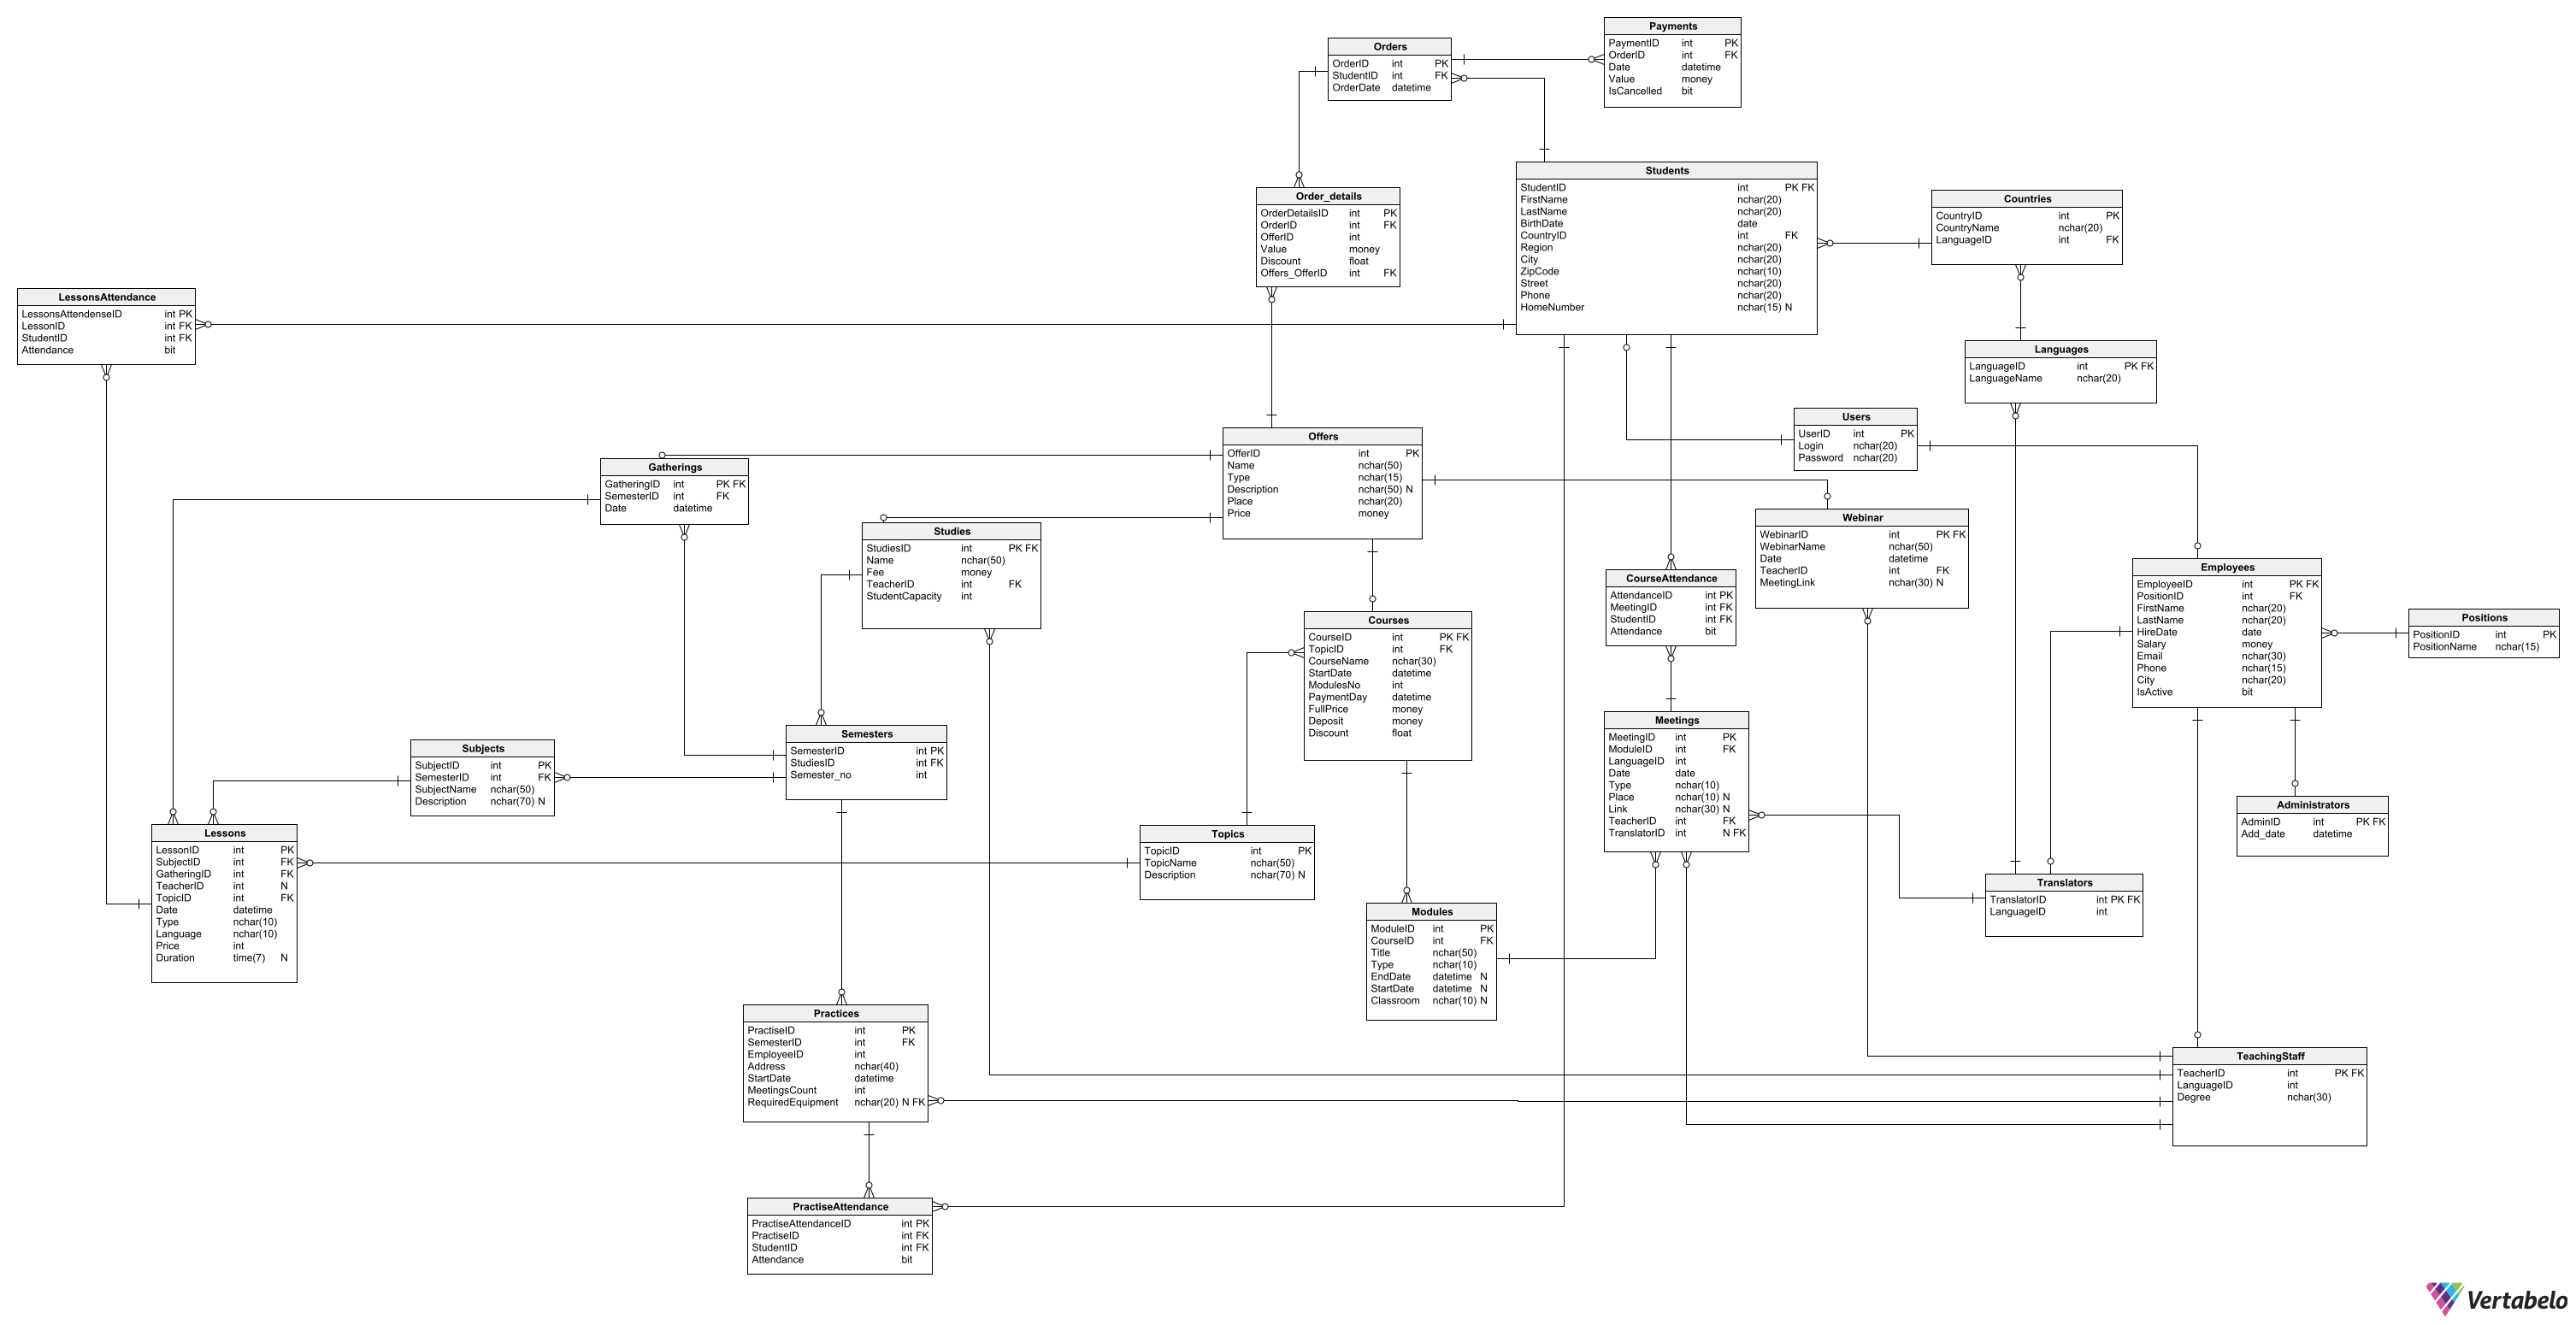 Payments
PaymentID int PK
OrderID int FK
Date datetime
Value money
IsCancelled bit
Orders
OrderID int PK
StudentID int FK
OrderDate datetime
Students
StudentID int PK FK
FirstName nchar(20)
LastName nchar(20)
BirthDate date
CountryID int FK
Region nchar(20)
City nchar(20)
ZipCode nchar(10)
Street nchar(20)
Phone nchar(20)
HomeNumber nchar(15) N
Order_details
OrderDetailsID int PK
OrderID int FK
OfferID int
Value money
Discount float
Offers_OfferID int FK
Countries
CountryID int PK
CountryName nchar(20)
LanguageID int FK
LessonsAttendance
LessonsAttendenseID int PK
LessonID int FK
StudentID int FK
Attendance bit
Languages
LanguageID int PK FK
LanguageName nchar(20)
Users
UserID int PK
Login nchar(20)
Password nchar(20)
Offers
OfferID int PK
Name nchar(50)
Type nchar(15)
Description nchar(50) N
Place nchar(20)
Price money
Gatherings
GatheringID int PK FK
SemesterID int FK
Date datetime
Studies
StudiesID int PK FK
Name nchar(50)
Fee money
TeacherID int FK
StudentCapacity int
Webinar
WebinarID int PK FK
WebinarName nchar(50)
Date datetime
TeacherID int FK
MeetingLink nchar(30) N
CourseAttendance
AttendanceID int PK
MeetingID int FK
StudentID int FK
Attendance bit
Employees
EmployeeID int PK FK
PositionID int FK
FirstName nchar(20)
LastName nchar(20)
HireDate date
Salary money
Email nchar(30)
Phone nchar(15)
City nchar(20)
IsActive bit
Positions
PositionID int PK
PositionName nchar(15)
Courses
CourseID int PK FK
TopicID int FK
CourseName nchar(30)
StartDate datetime
ModulesNo int
PaymentDay datetime
FullPrice money
Deposit money
Discount float
Meetings
MeetingID int PK
ModuleID int FK
LanguageID int
Date date
Type nchar(10)
Place nchar(10) N
Link nchar(30) N
TeacherID int FK
TranslatorID int N FK
Semesters
SemesterID int PK
StudiesID int FK
Semester_no int
Subjects
SubjectID int PK
SemesterID int FK
SubjectName nchar(50)
Description nchar(70) N
Administrators
AdminID int PK FK
Add_date datetime
Lessons
LessonID int PK
SubjectID int FK
GatheringID int FK
TeacherID int N
TopicID int FK
Date datetime
Type nchar(10)
Language nchar(10)
Price int
Duration time(7) N
Topics
TopicID int PK
TopicName nchar(50)
Description nchar(70) N
Translators
TranslatorID int PK FK
LanguageID int
Modules
ModuleID int PK
CourseID int FK
Title nchar(50)
Type nchar(10)
EndDate datetime N
StartDate datetime N
Classroom nchar(10) N
Practices
PractiseID int PK
SemesterID int FK
EmployeeID int
Address nchar(40)
StartDate datetime
MeetingsCount int
RequiredEquipment nchar(20) N FK
TeachingStaff
TeacherID int PK FK
LanguageID int
Degree nchar(30)
PractiseAttendance
PractiseAttendanceID int PK
PractiseID int FK
StudentID int FK
Attendance bit
Vertabelo